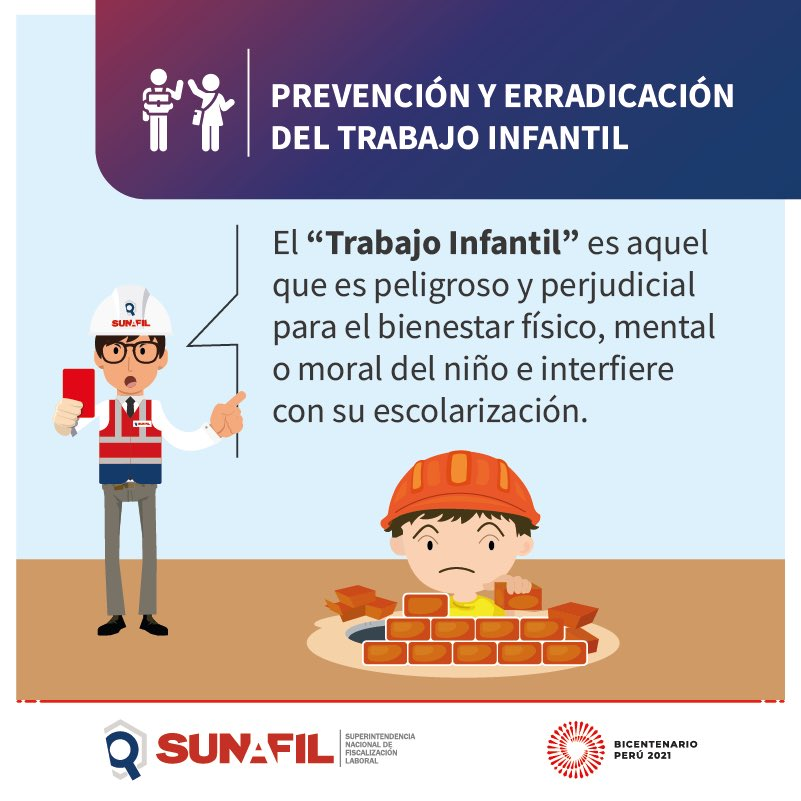 PREVENCIÓN Y ERRADICACIÓN
DEL TRABAJO INFANTIL
El “Trabajo Infantil” es aquel
que es peligroso y perjudicial
para el bienestar físico, mental
o moral del niño e interfiere
con su escolarización.
SUNAFIL
SUNAFIL
SUNAFIL
SUPERINTENDENCIA
NACIONAL DE
FISCALIZACIÓN
LABORAL
BICENTENARIO
PERÚ 2021